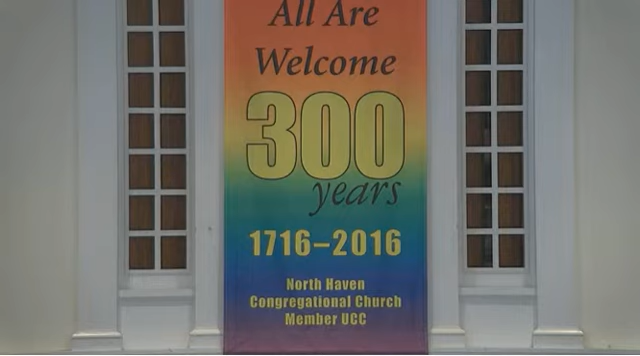 All Are
Welcome
300
years
1716–2016
North Haven
Congregational Church
Member UCC